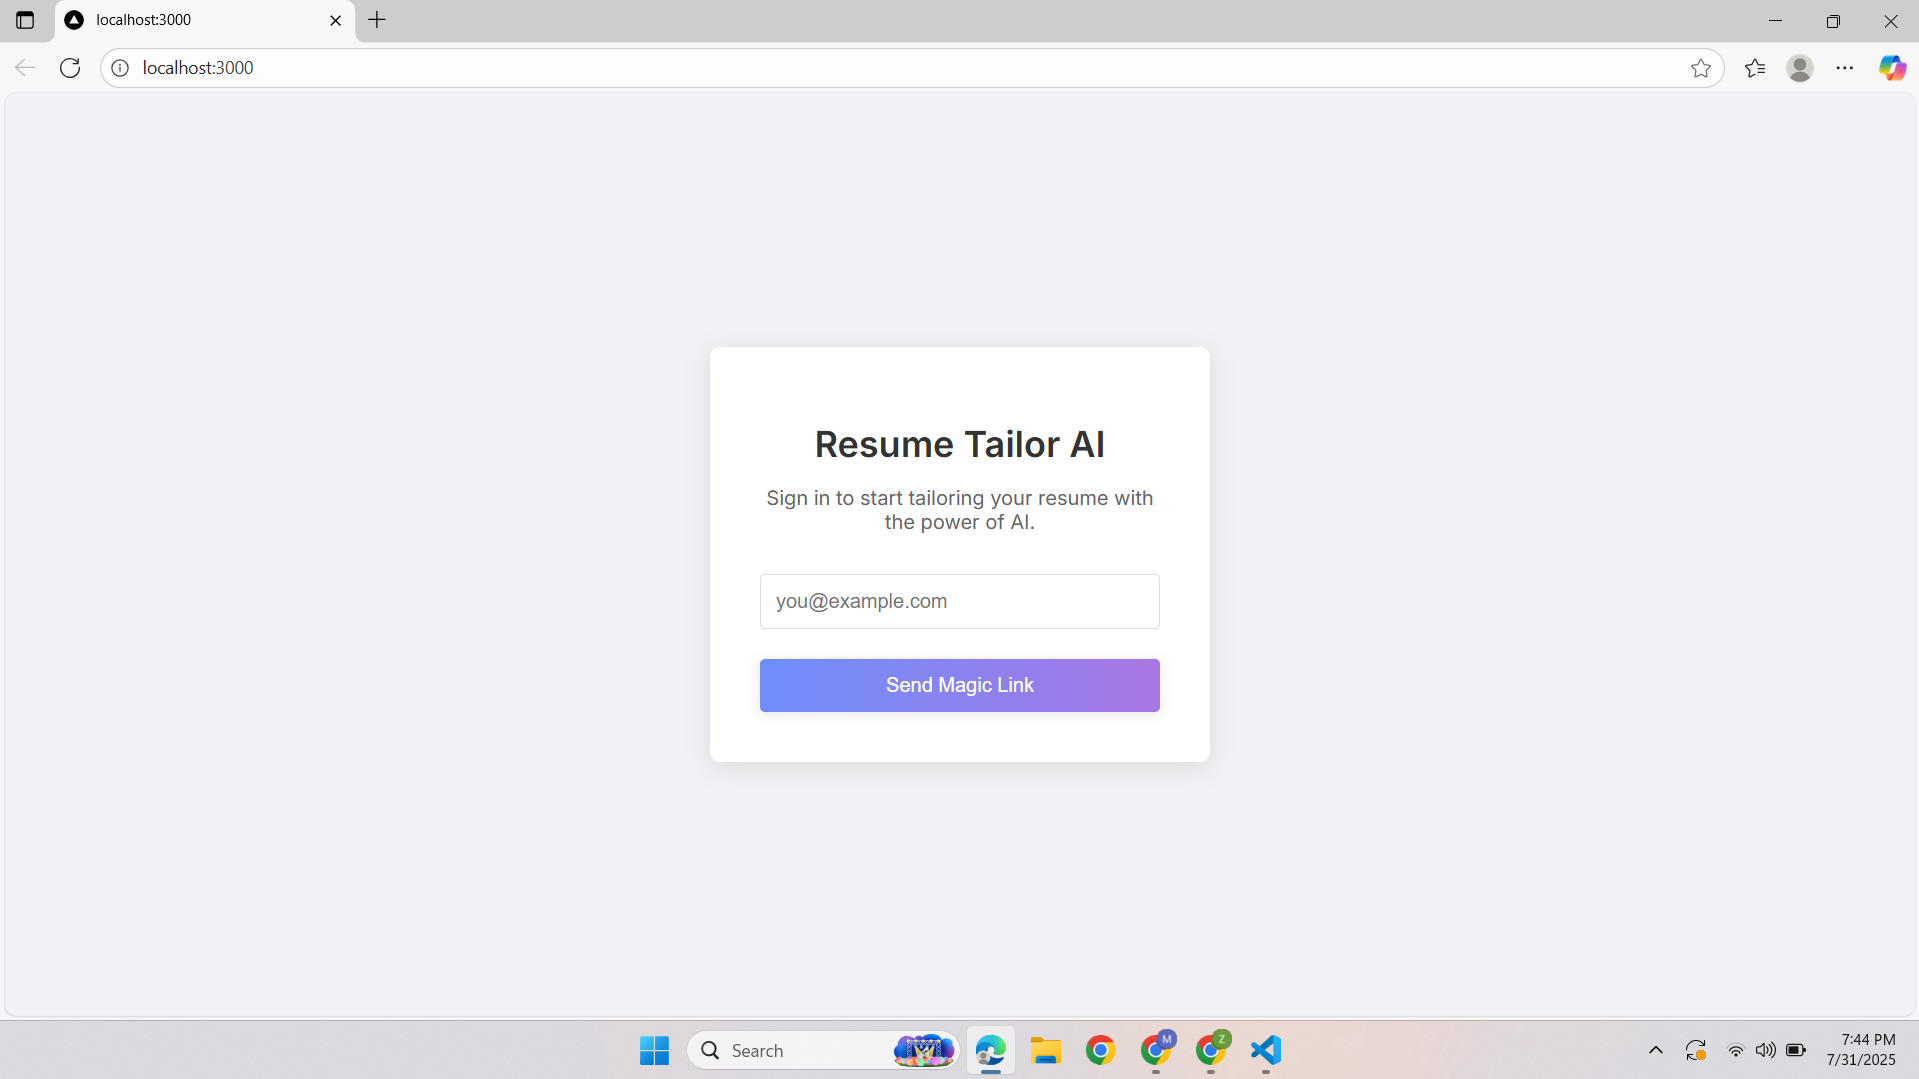 localhost:3000
localhost:3000
Resume Tailor AI
Sign in to start tailoring your resume with
the power of AI.
you@example.com
Send Magic Link
Search
M
Z
7:44 PM
7/31/2025